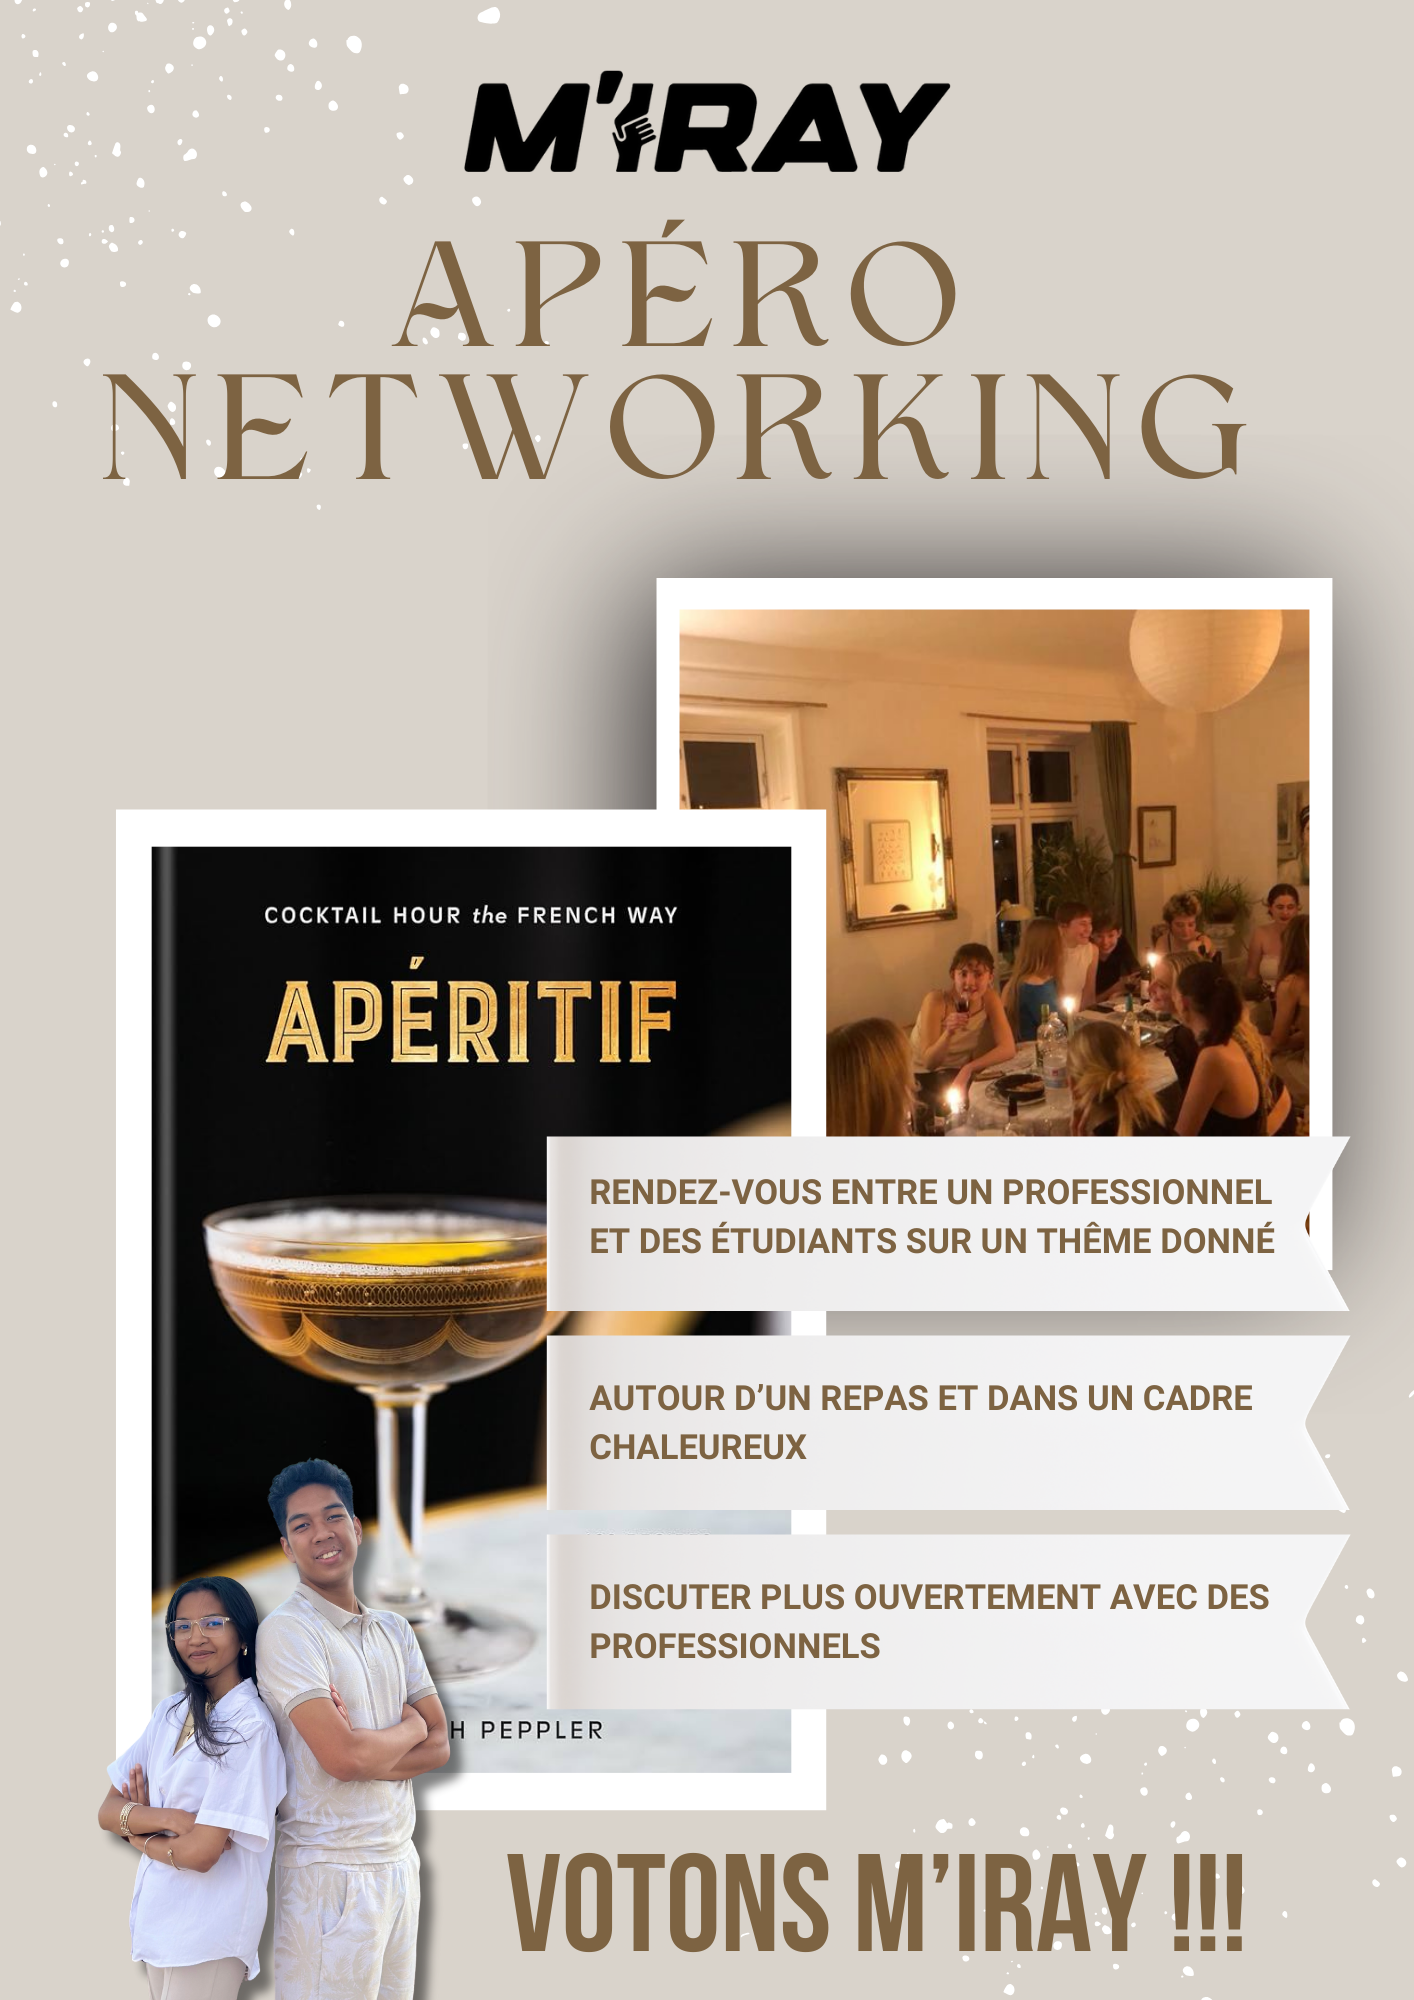 M'IRAY
APÉRO
NETWORKING
COCKTAIL HOUR the FRENCH WAY
APÉRITIF
RENDEZ-VOUS ENTRE UN PROFESSIONNEL
ET DES ÉTUDIANTS SUR UN THÊME DONNÉ
AUTOUR D’UN REPAS ET DANS UN CADRE
CHALEUREUX
DISCUTER PLUS OUVERTEMENT AVEC DES
PROFESSIONNELS
H PEPPLER
VOTONS M’IRAY !!!